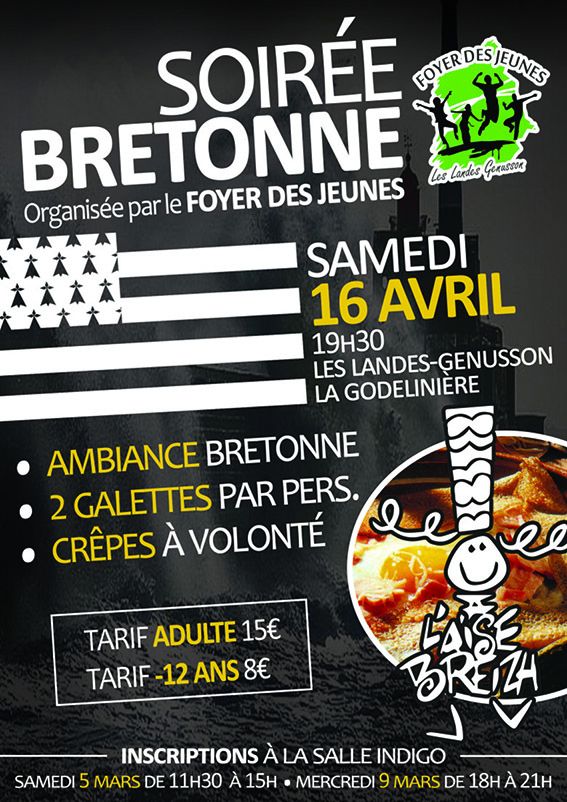 SOIRÉE
BRETONNE
Organisée par le FOYER DES JEUNES
FOYER DES JEUNES
Les Landes Genusson
SAMEDI
16 AVRIL
19H30
LES LANDES-GENUSSON
LA GODELINIÈRE
• AMBIANCE BRETONNE
• 2 GALETTES PAR PERS.
• CRÊPES À VOLONTÉ
L'AISE
BREIZH
TARIF ADULTE 15€
TARIF -12 ANS 8€
INSCRIPTIONS À LA SALLE INDIGO
SAMEDI 5 MARS DE 11H30 À 15H • MERCREDI 9 MARS DE 18H À 21H